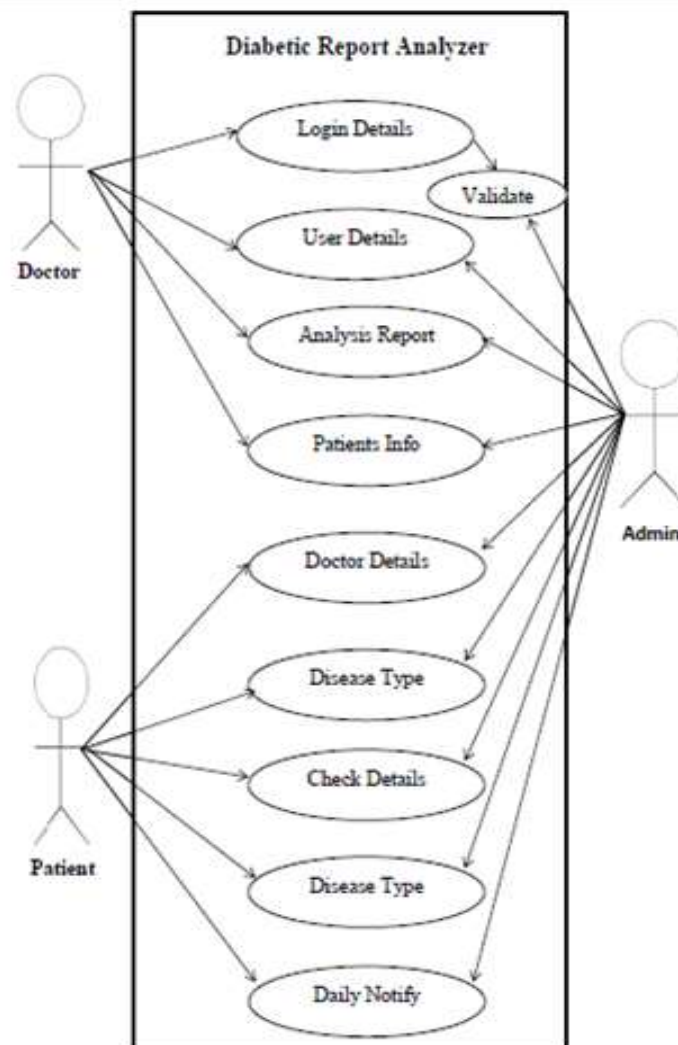 Diabetic Report Analyzer
Login Details
Validate
User Details
Doctor
Analysis Report
Patients Info
Admin
Doctor Details
Disease Type
Check Details
Patient
Disease Type
Daily Notify